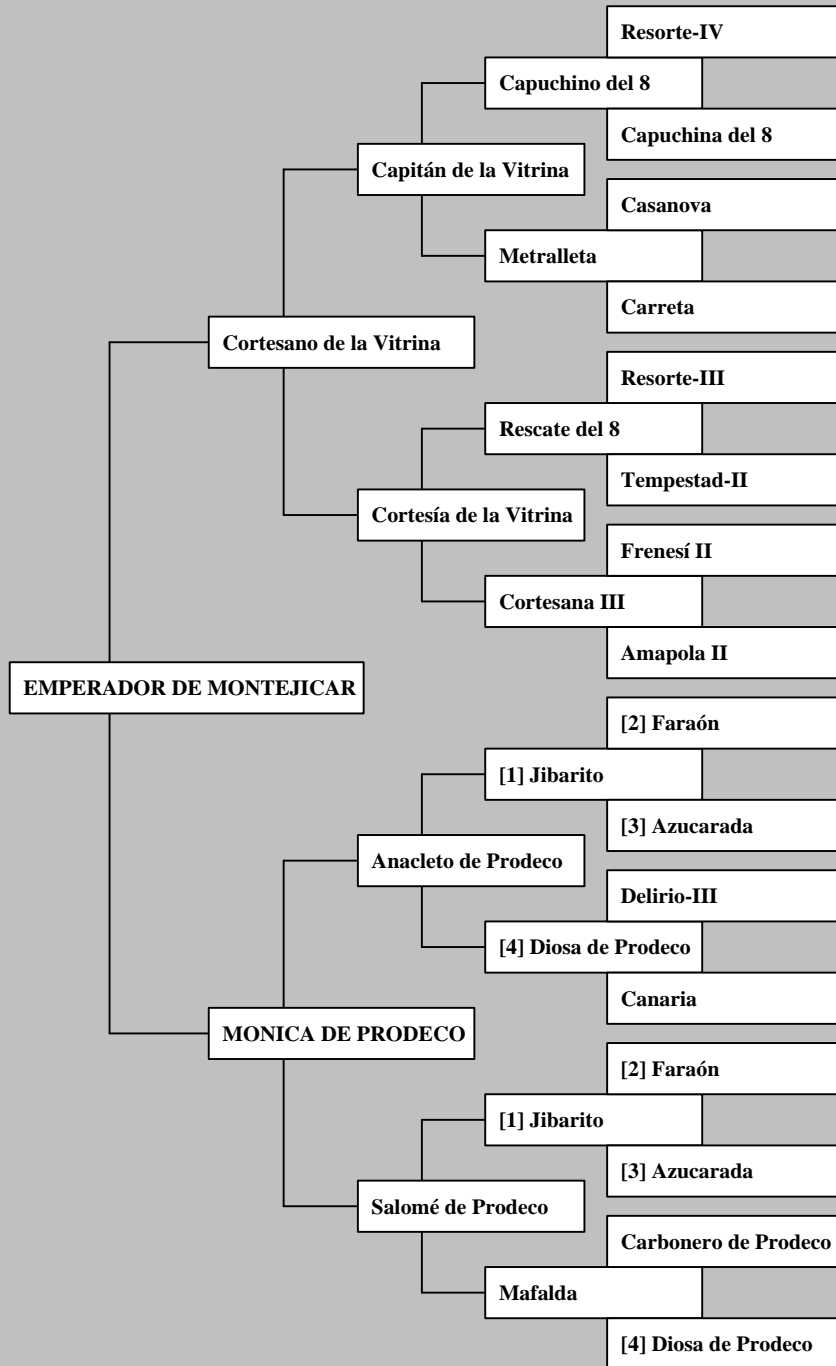 Resorte-IV
Capuchino del 8
Capuchina del 8
Capitán de la Vitrina
Casanova
Metralleta
Carreta
Cortesano de la Vitrina
Resorte-III
Rescate del 8
Tempestad-II
Cortesía de la Vitrina
Frenesí II
Cortesana III
Amapola II
EMPERADOR DE MONTEJICAR
[2] Faraón
[1] Jibarito
[3] Azucarada
Anacleto de Prodeco
Delirio-III
[4] Diosa de Prodeco
Canaria
MONICA DE PRODECO
[2] Faraón
[1] Jibarito
[3] Azucarada
Salomé de Prodeco
Carbonero de Prodeco
Mafalda
[4] Diosa de Prodeco